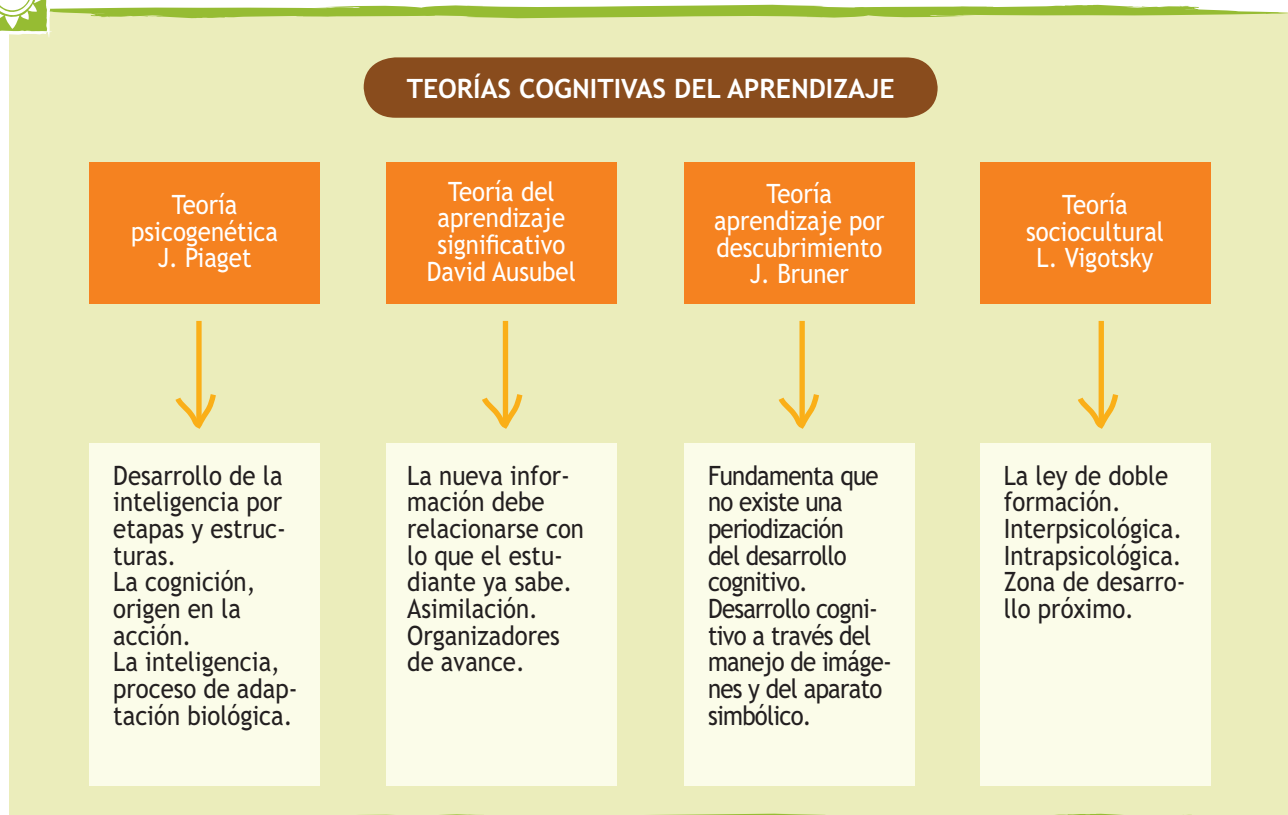 TEORÍAS COGNITIVAS DEL APRENDIZAJE
Teoría
psicogenética
J. Piaget
Teoría del
aprendizaje
significativo
David Ausubel
Teoría
aprendizaje por
descubrimiento
J. Bruner
Teoría
sociocultural
L. Vigotsky
Desarrollo de la
inteligencia por
etapas y estruc-
turas.
La cognición,
origen en la
acción.
La inteligencia,
proceso de adap-
tación biológica.
La nueva infor-
mación debe
relacionarse con
lo que el estu-
diante ya sabe.
Asimilación.
Organizadores
de avance.
Fundamenta que
no existe una
periodización
del desarrollo
cognitivo.
Desarrollo cogni-
tivo a través del
manejo de imáge-
nes y del aparato
simbólico.
La ley de doble
formación.
Interpsicológica.
Intrapsicológica.
Zona de desarro-
llo próximo.